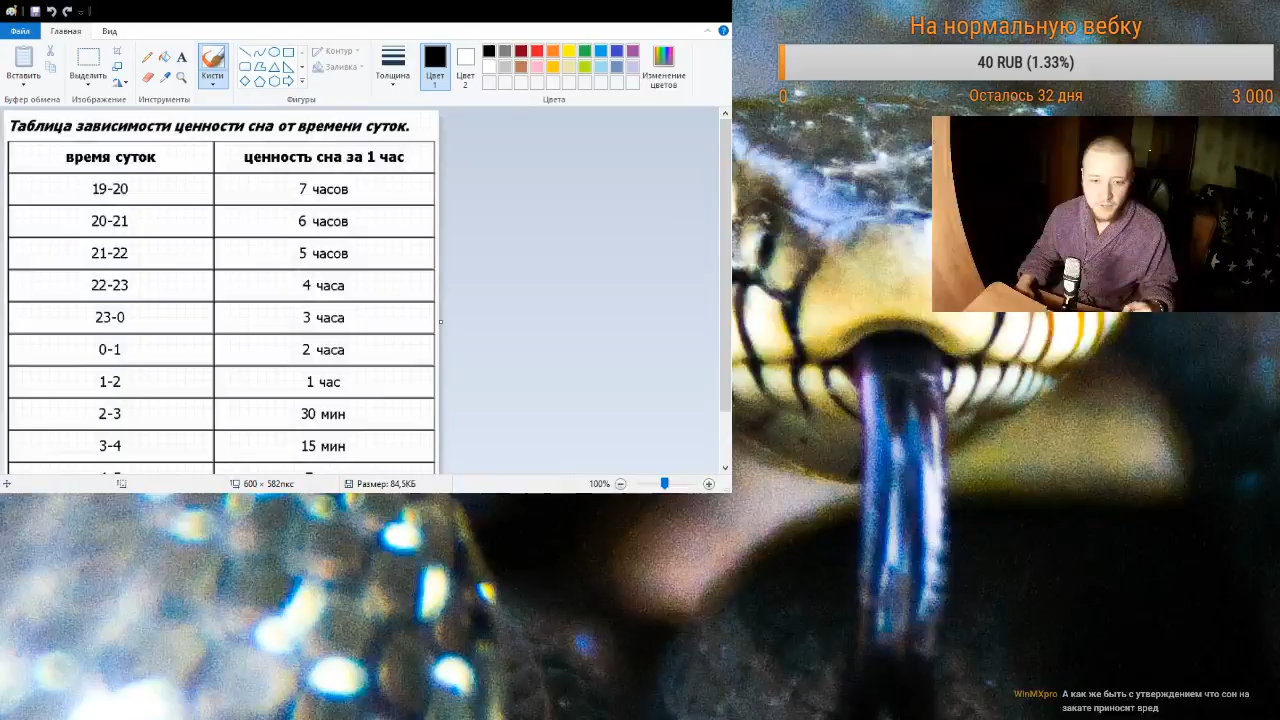 Файл Главная Вид
Вставить
Выделить
Кисти
Контур
Заливка
Толщина
Цвет 1
Цвет 2
Изменение цветов
Буфер обмена Изображение Инструменты Фигуры Цвета
Таблица зависимости ценности сна от времени суток.
время суток ценность сна за 1 час
19-20 7 часов
20-21 6 часов
21-22 5 часов
22-23 4 часа
23-0 3 часа
0-1 2 часа
1-2 1 час
2-3 30 мин
3-4 15 мин
600 × 582пкс Размер: 84,5КБ 100%
На нормальную вебку
40 RUB (1.33%)
0 Осталось 32 дня 3 000
WinMXpro А как же быть с утверждением что сон на
закате приносит вред